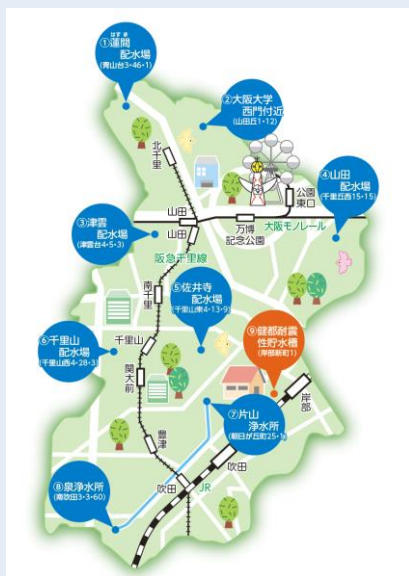 はすま
①蓮間
配水場
(青山台3・46・1)
②大阪大学
西門付近
(山田丘1・12)
北千里
公園
東口
④山田
配水場
(千里丘西15・15)
山田
③津雲
配水場
(津雲台4・5・3)
山田
万博
記念公園
大阪モノレール
阪急千里線
南千里
⑤佐井寺
配水場
(千里山東4・13・9)
⑥千里山
配水場
(千里山西4・28・3)
千里山
⑨健都耐震
性貯水槽
(岸部新町1)
関大前
岸部
⑦片山
浄水所
(朝日が丘町25・1)
豊津
吹田
吹田
JR
⑧泉浄水所
(南吹田3・3・60)